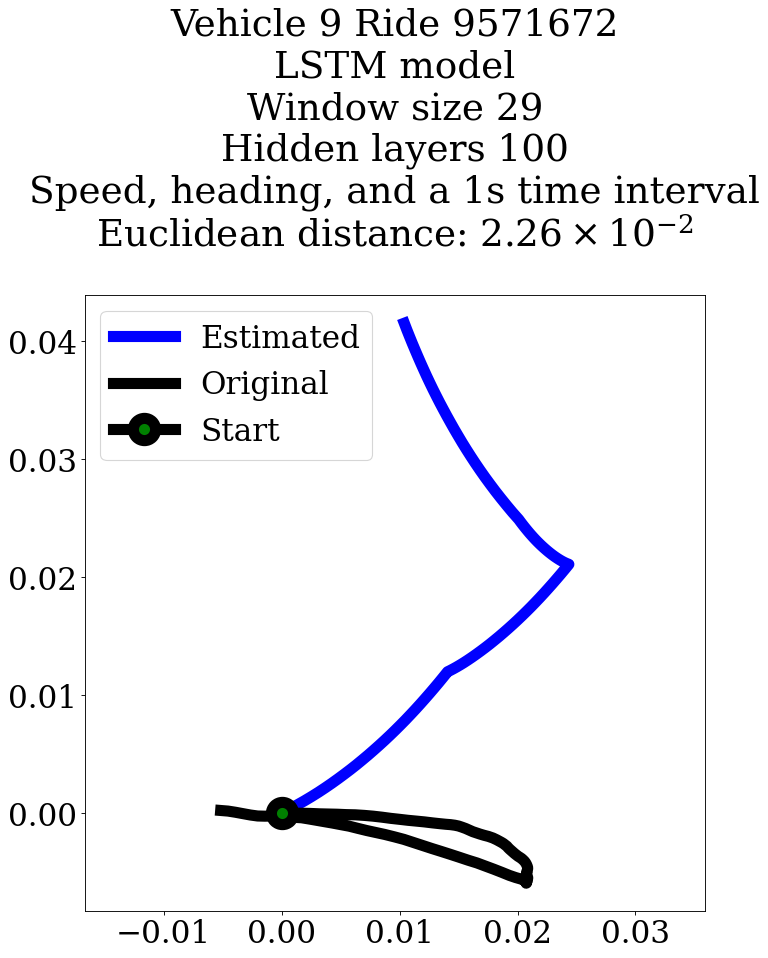 Vehicle 9 Ride 9571672
LSTM model
Window size 29
Hidden layers 100
Speed, heading, and a 1s time interval
Euclidean distance: 2.26 × 10⁻²
Estimated
Original
Start
0.04
0.03
0.02
0.01
0.00
−0.01 0.00 0.01 0.02 0.03